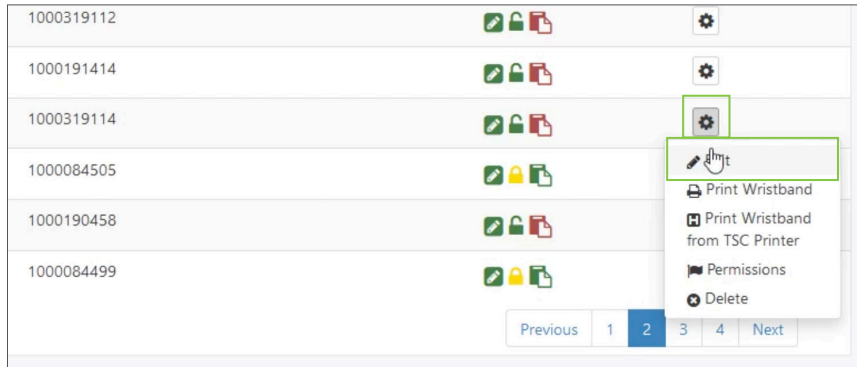 1000319112
1000191414
1000319114
1000084505
Print Wristband
1000190458
Print Wristband
from TSC Printer
1000084499
Permissions
Delete
Previous 1 2 3 4 Next